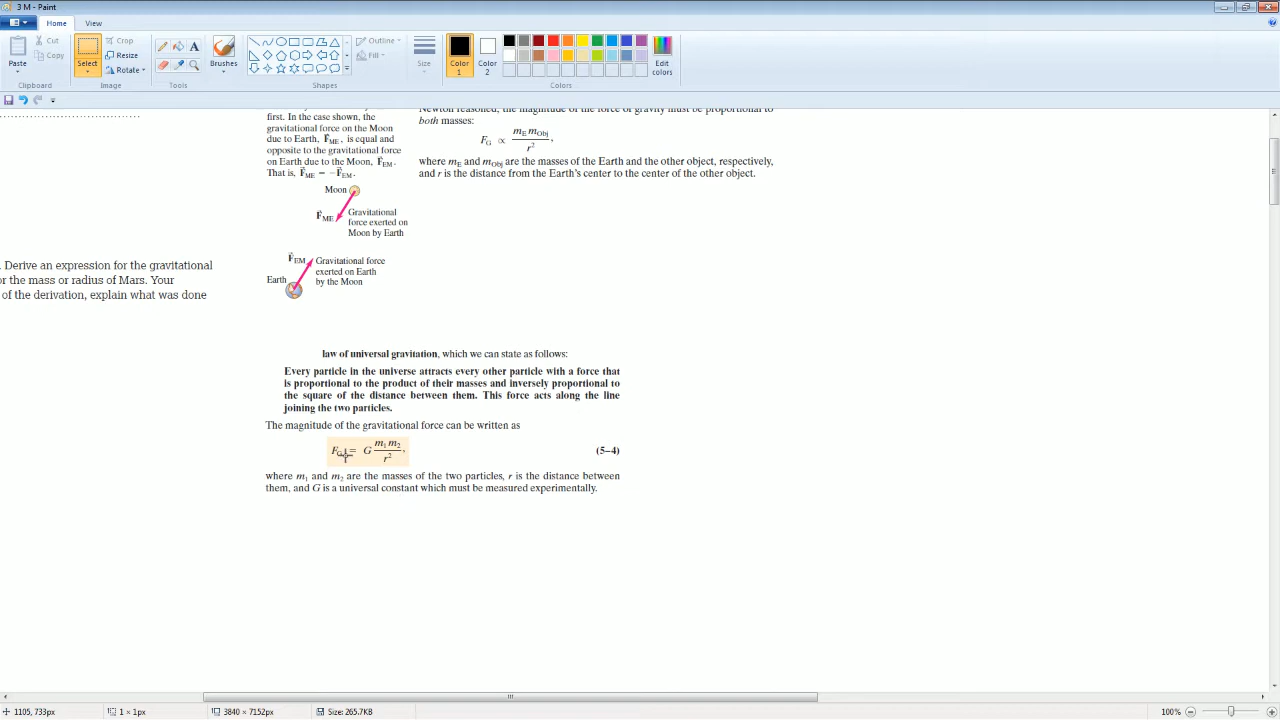 3 M - Paint
Home
View
Paste
Cut
Copy
Clipboard
Select
Crop
Resize
Rotate
Image
Tools
Brushes
Shapes
Outline
Fill
Size
Color
1
Color
2
Edit
colors
Colors
first. In the case shown, the
gravitational force on the Moon
due to Earth, F⃗ME, is equal and
opposite to the gravitational force
on Earth due to the Moon, F⃗EM.
That is, F⃗ME = −F⃗EM.
Moon
F⃗ME
Gravitational
force exerted on
Moon by Earth
F⃗EM
Gravitational force
exerted on Earth
by the Moon
Earth
Newton reasoned, the magnitude of the force of gravity must be proportional to
both masses:
FG ∝ mE mObj / r²,
where mE and mObj are the masses of the Earth and the other object, respectively,
and r is the distance from the Earth's center to the center of the other object.
. Derive an expression for the gravitational
or the mass or radius of Mars. Your
of the derivation, explain what was done
law of universal gravitation, which we can state as follows:
Every particle in the universe attracts every other particle with a force that
is proportional to the product of their masses and inversely proportional to
the square of the distance between them. This force acts along the line
joining the two particles.
The magnitude of the gravitational force can be written as
FG = G m1 m2 / r², (5–4)
where m1 and m2 are the masses of the two particles, r is the distance between
them, and G is a universal constant which must be measured experimentally.
1105, 733px
1 × 1px
3840 × 7152px
Size: 265.7KB
100%